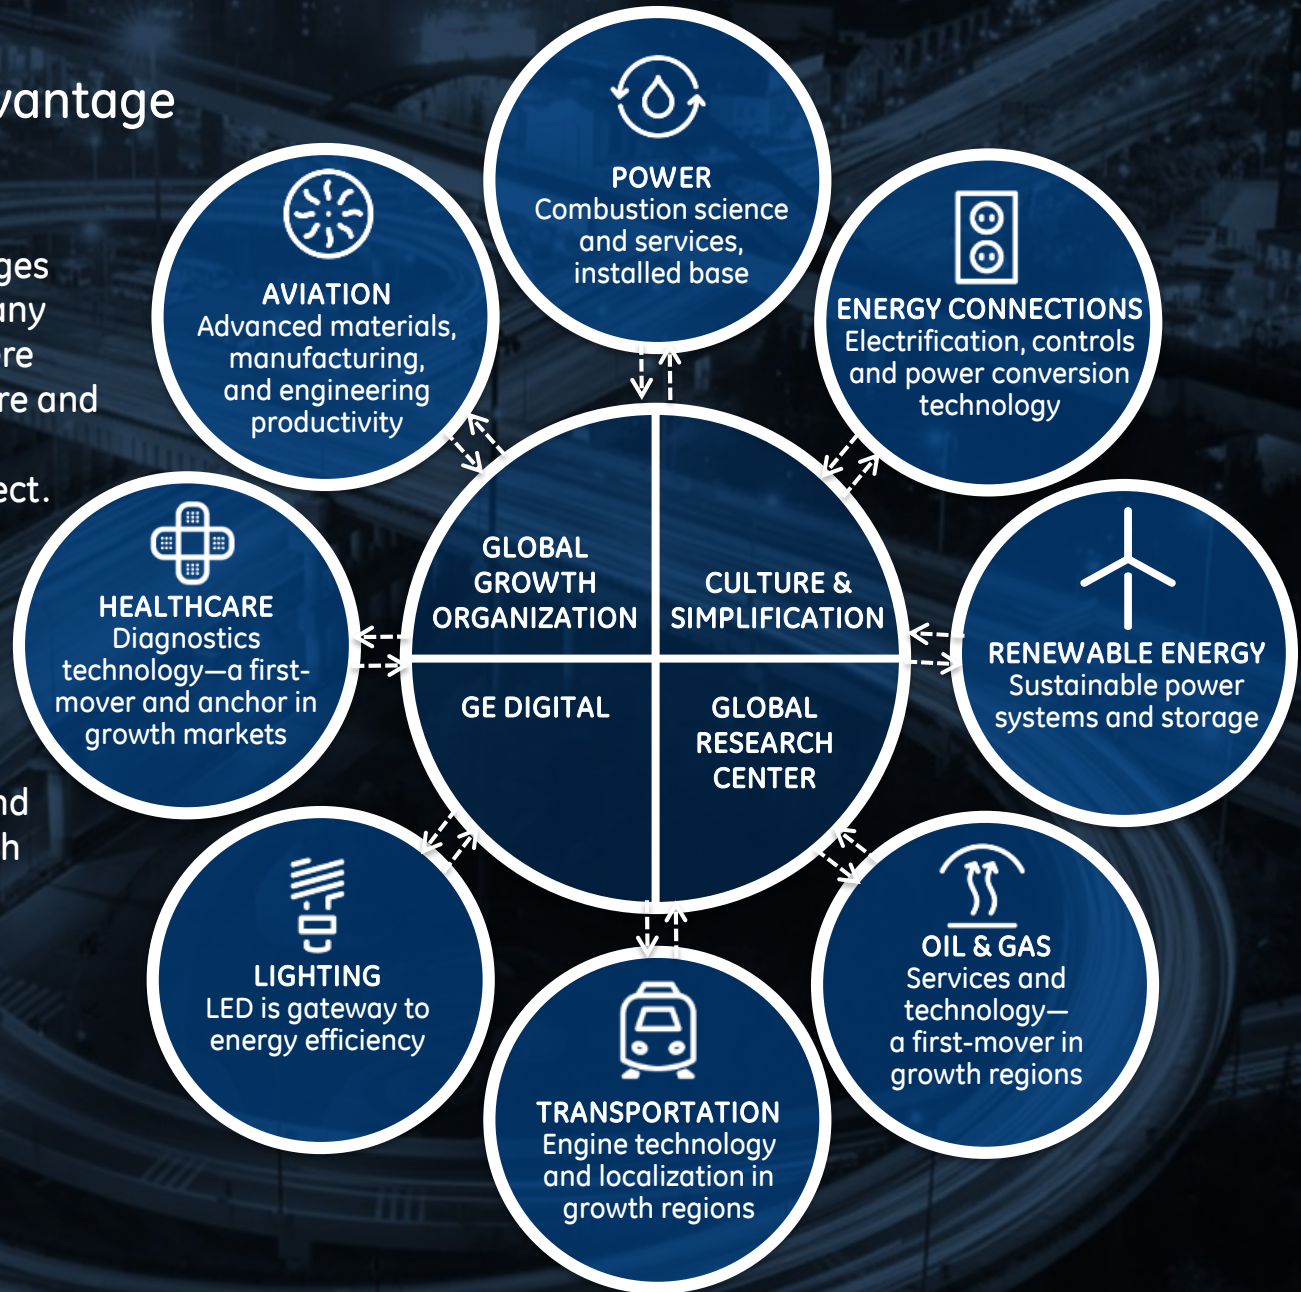 vantage
ges
any
ere
re and
ect.
nd
h
POWER
Combustion science
and services,
installed base
ENERGY CONNECTIONS
Electrification, controls
and power conversion
technology
RENEWABLE ENERGY
Sustainable power
systems and storage
OIL & GAS
Services and
technology—
a first-mover in
growth regions
TRANSPORTATION
Engine technology
and localization in
growth regions
LIGHTING
LED is gateway to
energy efficiency
HEALTHCARE
Diagnostics
technology—a first-
mover and anchor in
growth markets
AVIATION
Advanced materials,
manufacturing,
and engineering
productivity
GLOBAL
GROWTH
ORGANIZATION
CULTURE &
SIMPLIFICATION
GE DIGITAL
GLOBAL
RESEARCH
CENTER